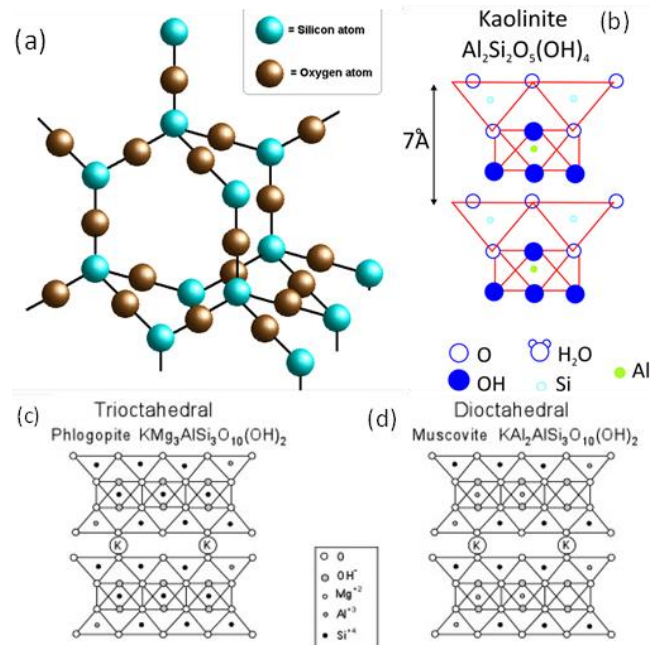 (a)
= Silicon atom
= Oxygen atom
Kaolinite (b)
Al₂Si₂O₅(OH)₄
7Å
O H₂O Al
OH Si
(c) Trioctahedral
Phlogopite KMg₃AlSi₃O₁₀(OH)₂
(d) Dioctahedral
Muscovite KAl₂AlSi₃O₁₀(OH)₂
K K
K K
O
OH⁻
Mg⁺²
Al⁺³
Si⁺⁴